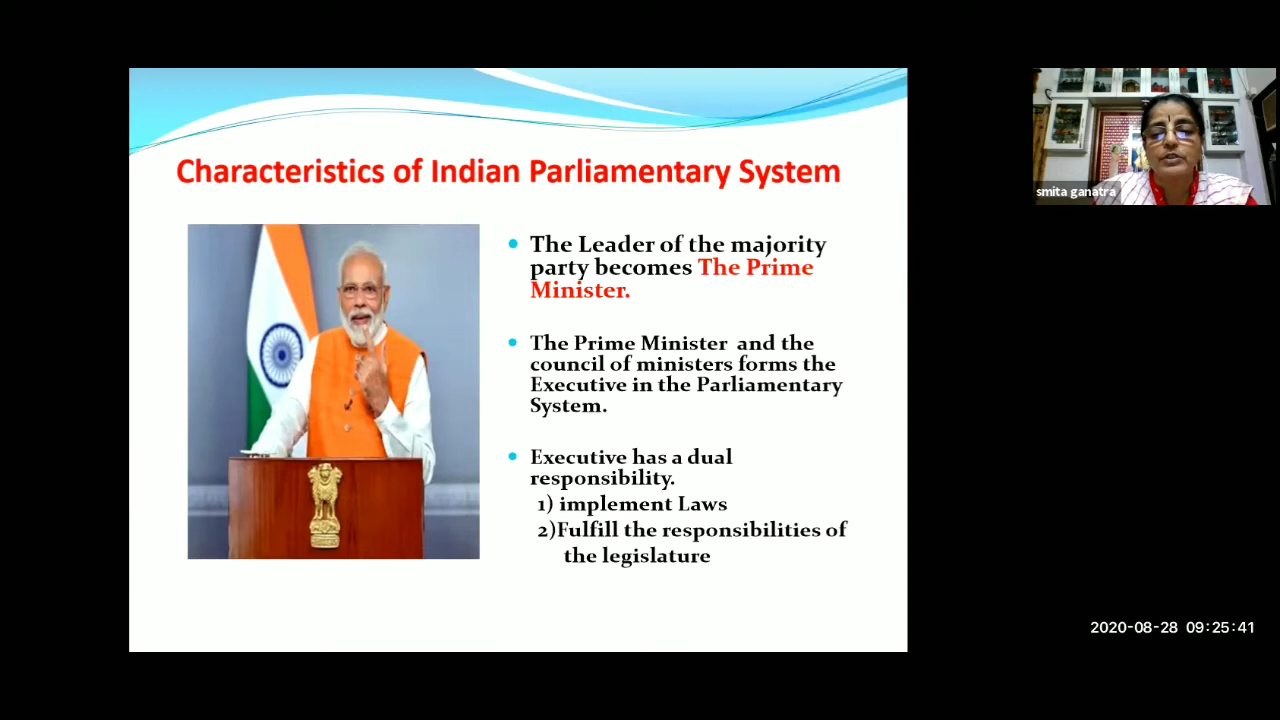 Characteristics of Indian Parliamentary System
The Leader of the majority
party becomes The Prime
Minister.
The Prime Minister and the
council of ministers forms the
Executive in the Parliamentary
System.
Executive has a dual
responsibility.
1) implement Laws
2)Fulfill the responsibilities of
the legislature
smita ganatra
2020-08-28 09:25:41